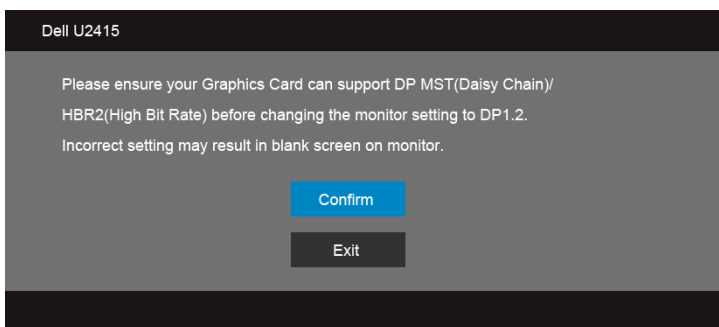 Dell U2415
Please ensure your Graphics Card can support DP MST(Daisy Chain)/
HBR2(High Bit Rate) before changing the monitor setting to DP1.2.
Incorrect setting may result in blank screen on monitor.
Confirm
Exit